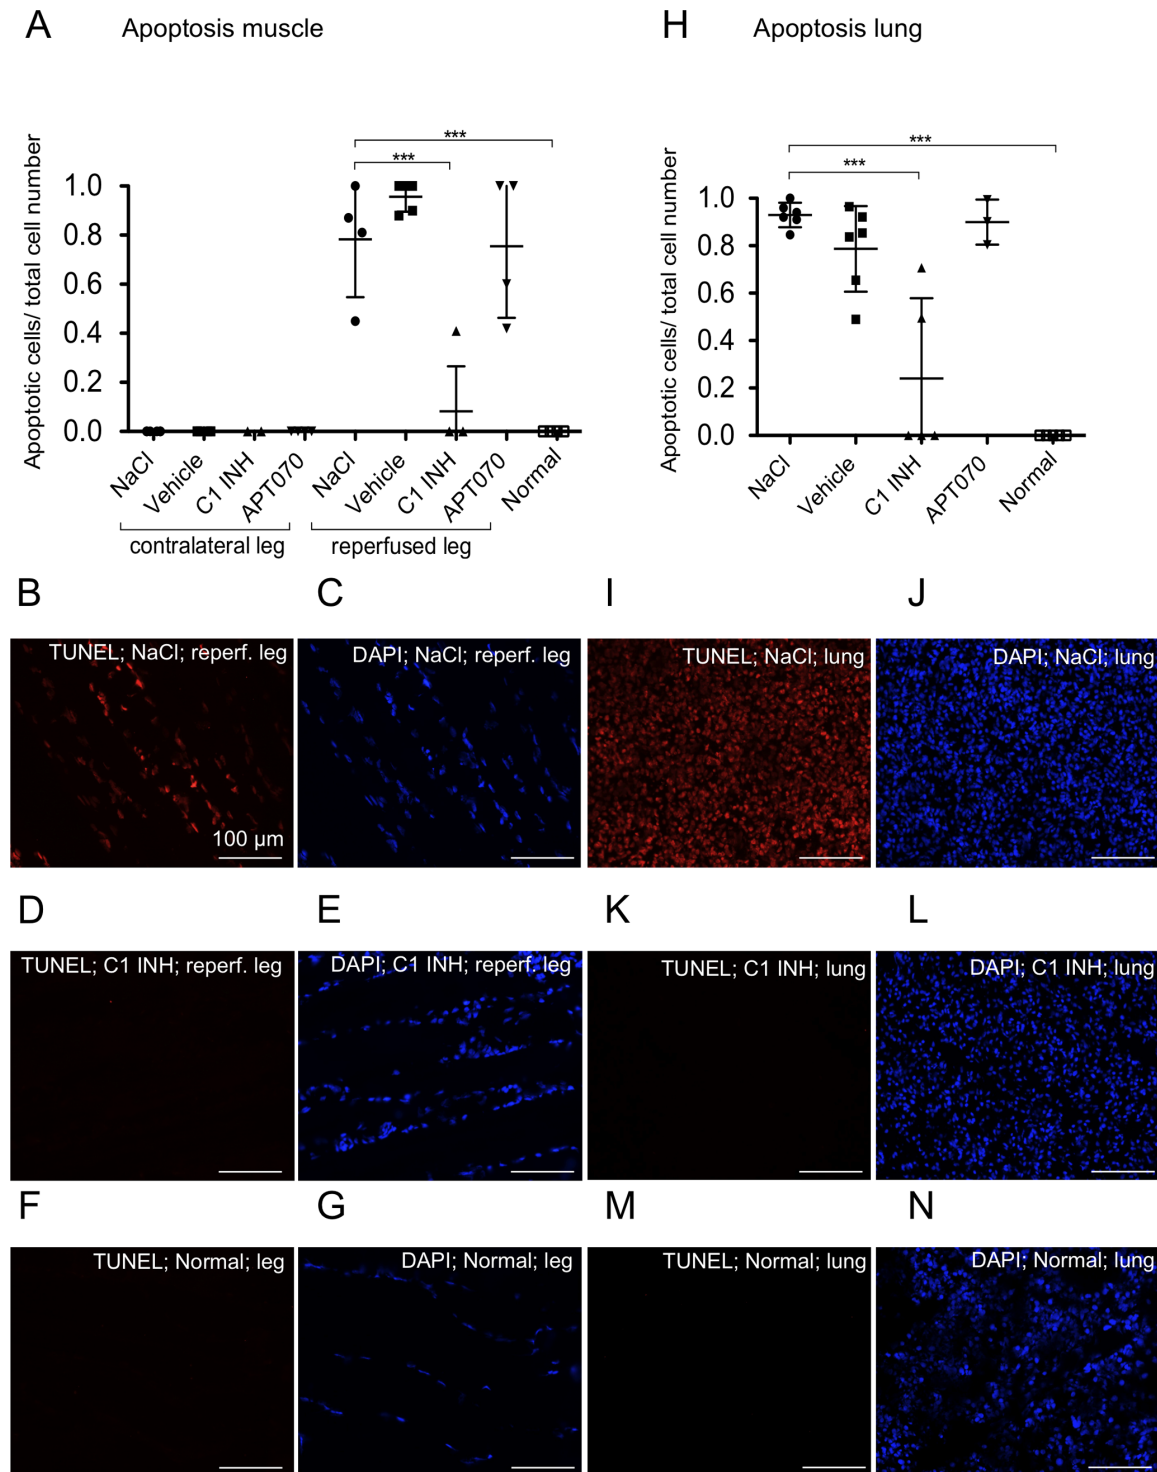 A Apoptosis muscle
Apoptotic cells/ total cell number
***
***
1.0
0.8
0.6
0.4
0.2
0.0
NaCl
Vehicle
C1 INH
APT070
NaCl
Vehicle
C1 INH
APT070
Normal
contralateral leg
reperfused leg
H Apoptosis lung
Apoptotic cells/ total cell number
***
***
1.0
0.8
0.6
0.4
0.2
0.0
NaCl
Vehicle
C1 INH
APT070
Normal
B
TUNEL; NaCl; reperf. leg
100 µm
C
DAPI; NaCl; reperf. leg
I
TUNEL; NaCl; lung
J
DAPI; NaCl; lung
D
TUNEL; C1 INH; reperf. leg
E
DAPI; C1 INH; reperf. leg
K
TUNEL; C1 INH; lung
L
DAPI; C1 INH; lung
F
TUNEL; Normal; leg
G
DAPI; Normal; leg
M
TUNEL; Normal; lung
N
DAPI; Normal; lung